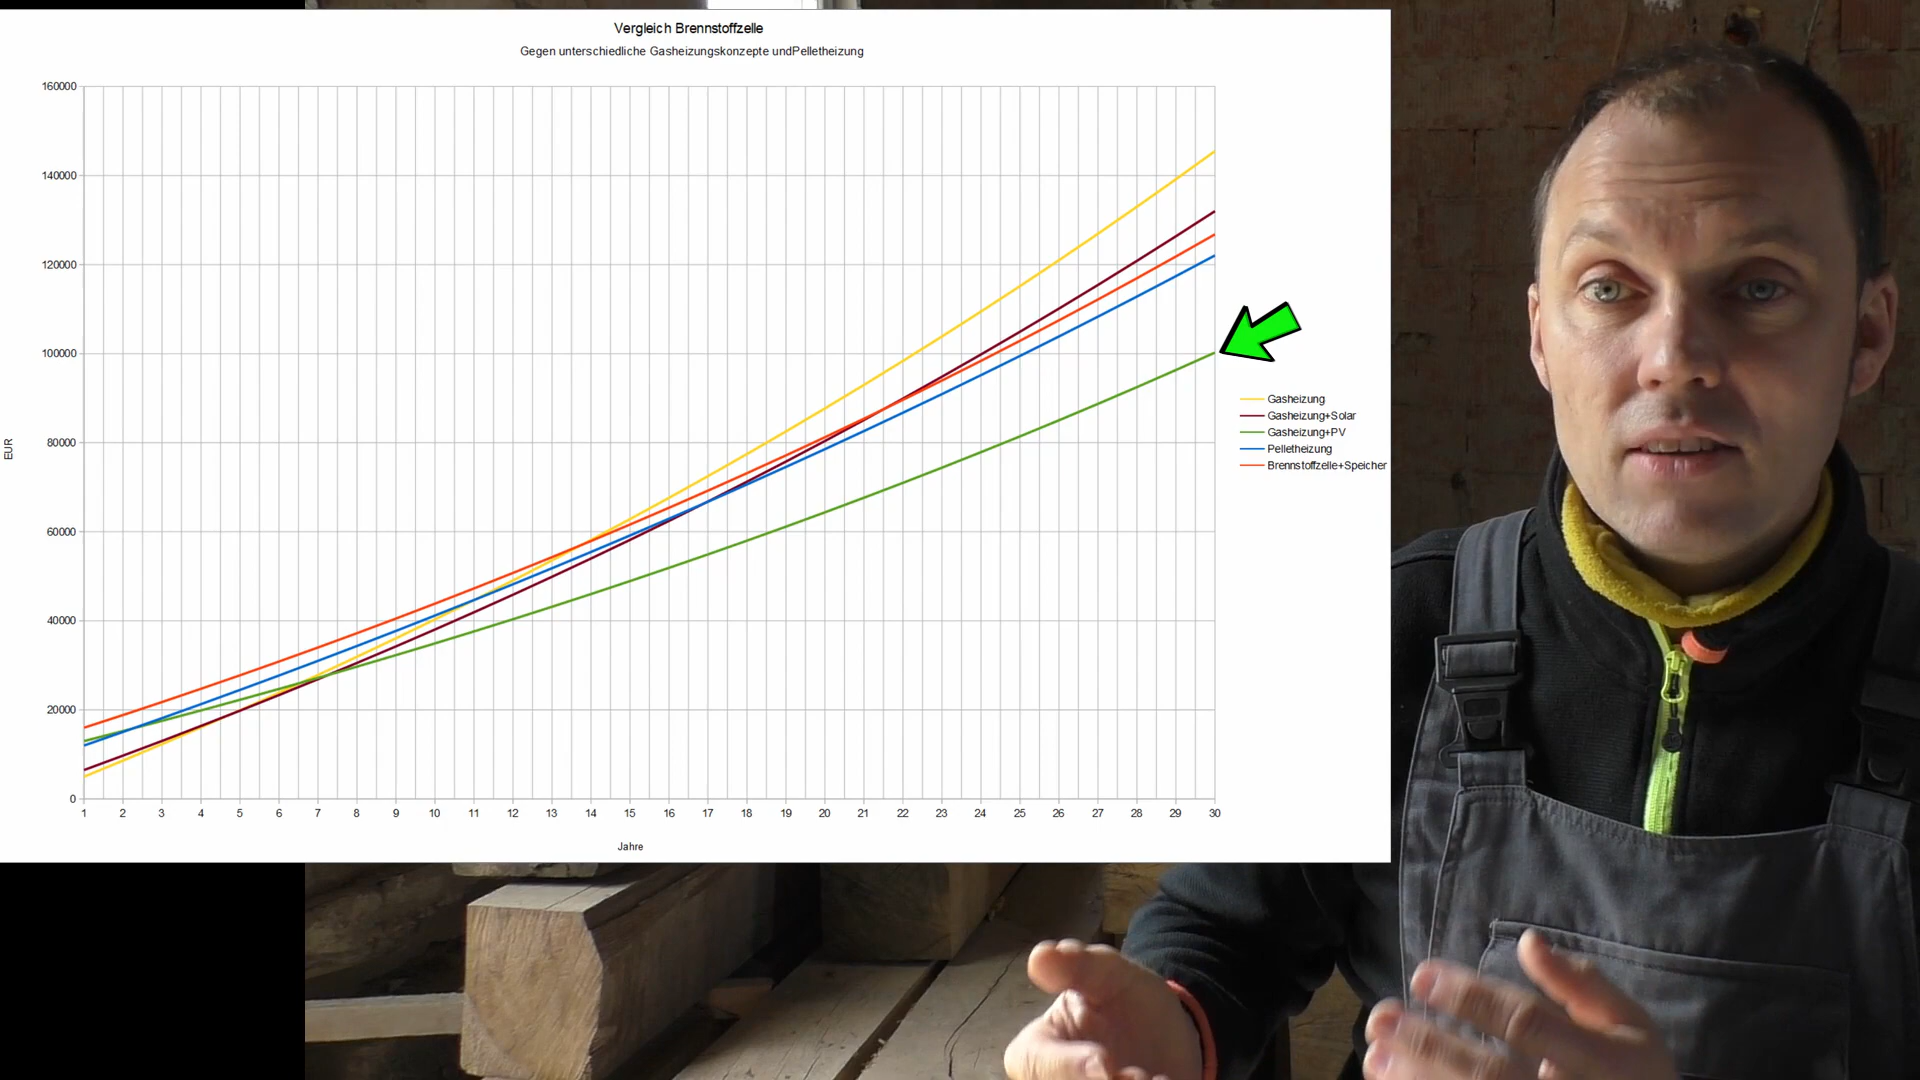 Vergleich Brennstoffzelle
Gegen unterschiedliche Gasheizungskonzepte undPelletheizung
160000
140000
120000
100000
80000
60000
40000
20000
0
EUR
1 2 3 4 5 6 7 8 9 10 11 12 13 14 15 16 17 18 19 20 21 22 23 24 25 26 27 28 29 30
Jahre
Gasheizung
Gasheizung+Solar
Gasheizung+PV
Pelletheizung
Brennstoffzelle+Speicher